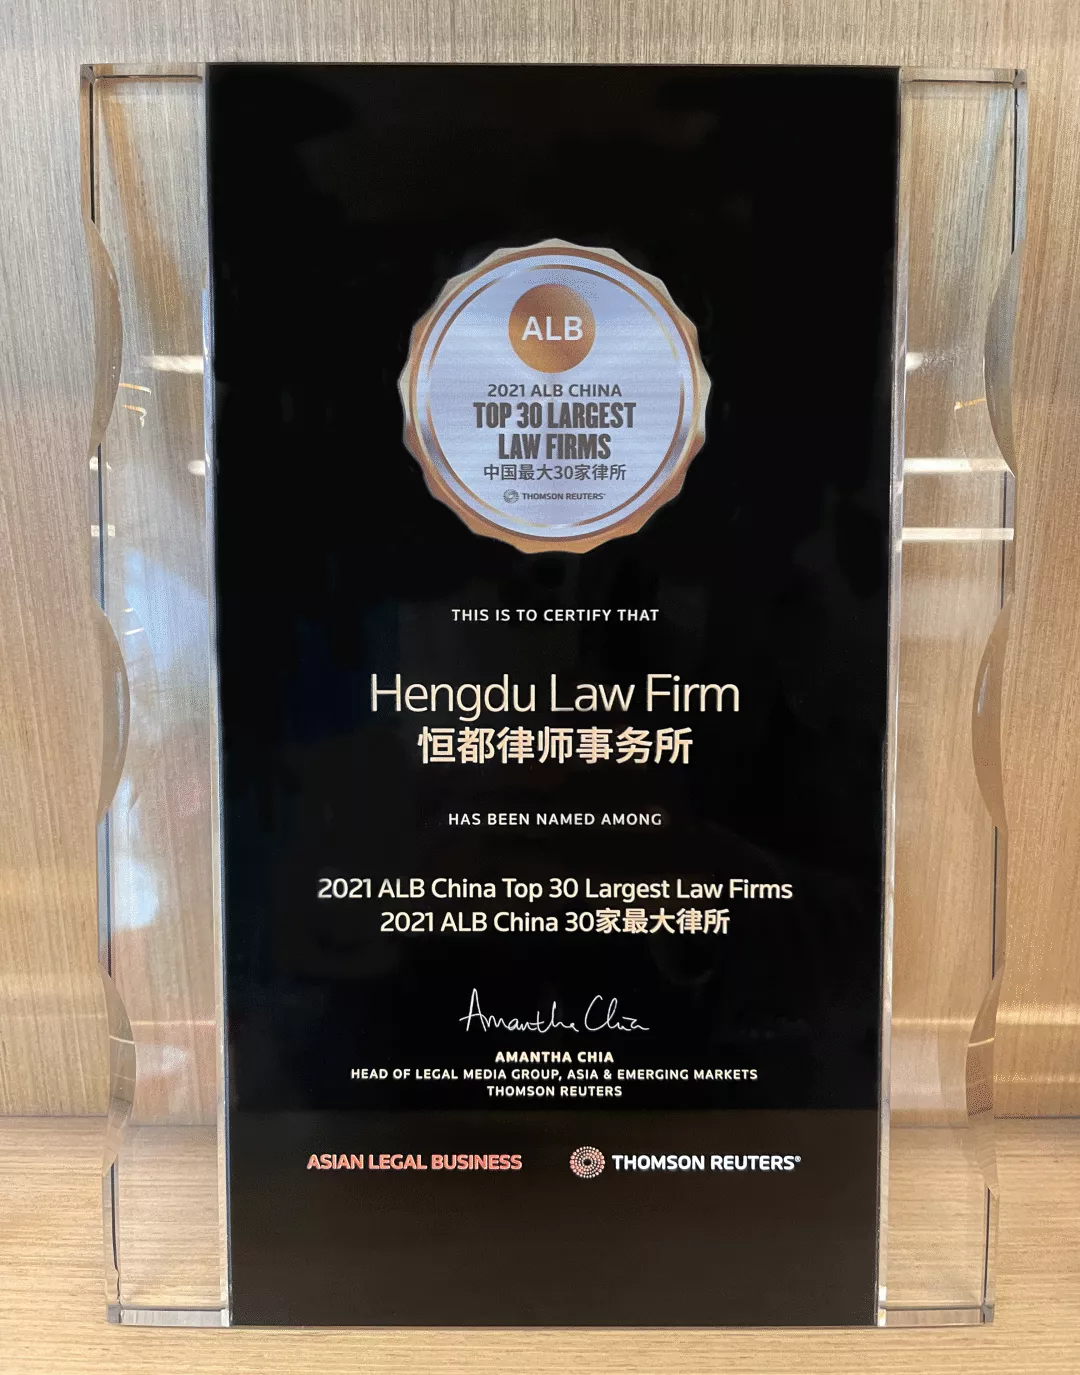 ALB
2021 ALB CHINA
TOP 30 LARGEST
LAW FIRMS
中国最大30家律所
THOMSON REUTERS®
THIS IS TO CERTIFY THAT
Hengdu Law Firm
恒都律师事务所
HAS BEEN NAMED AMONG
2021 ALB China Top 30 Largest Law Firms
2021 ALB China 30家最大律所
Amantha Chia
AMANTHA CHIA
HEAD OF LEGAL MEDIA GROUP, ASIA & EMERGING MARKETS
THOMSON REUTERS
ASIAN LEGAL BUSINESS
THOMSON REUTERS®